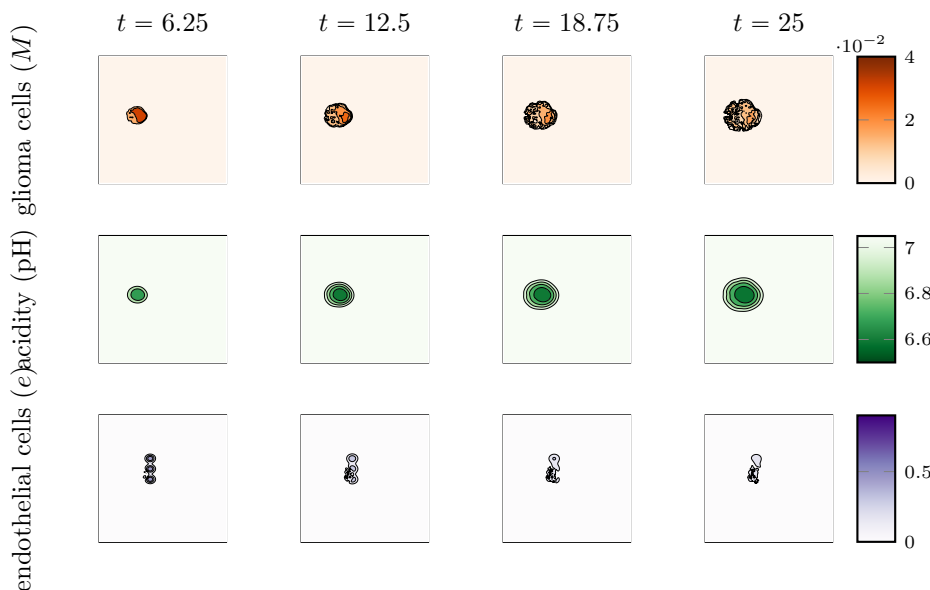 t = 6.25
t = 12.5
t = 18.75
t = 25
glioma cells (M)
·10⁻²
4
2
0
acidity (pH)
7
6.8
6.6
endothelial cells (e)
0.5
0